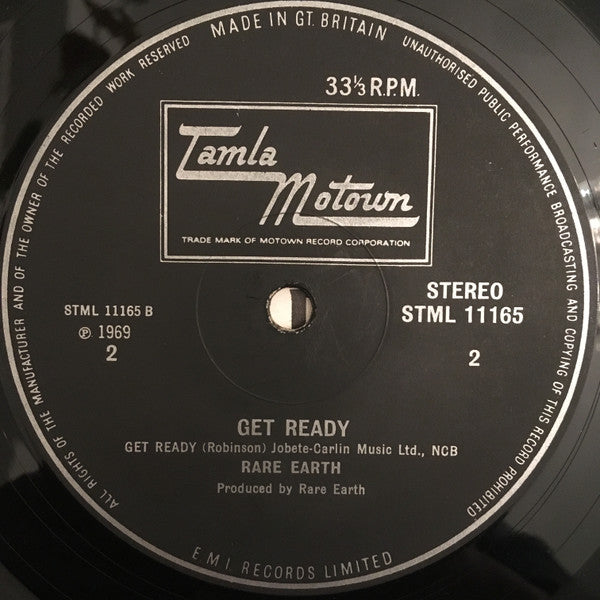 MADE IN GT. BRITAIN
UNAUTHORISED PUBLIC PERFORMANCE BROADCASTING AND COPYING OF THIS RECORD PROHIBITED
ALL RIGHTS OF THE MANUFACTURER AND OF THE OWNER OF THE RECORDED WORK RESERVED
33⅓ R.P.M.
Tamla
Motown
TRADE MARK OF MOTOWN RECORD CORPORATION
STML 11165 B
℗ 1969
2
STEREO
STML 11165
2
GET READY
GET READY (Robinson) Jobete-Carlin Music Ltd., NCB
RARE EARTH
Produced by Rare Earth
E.M.I RECORDS LIMITED